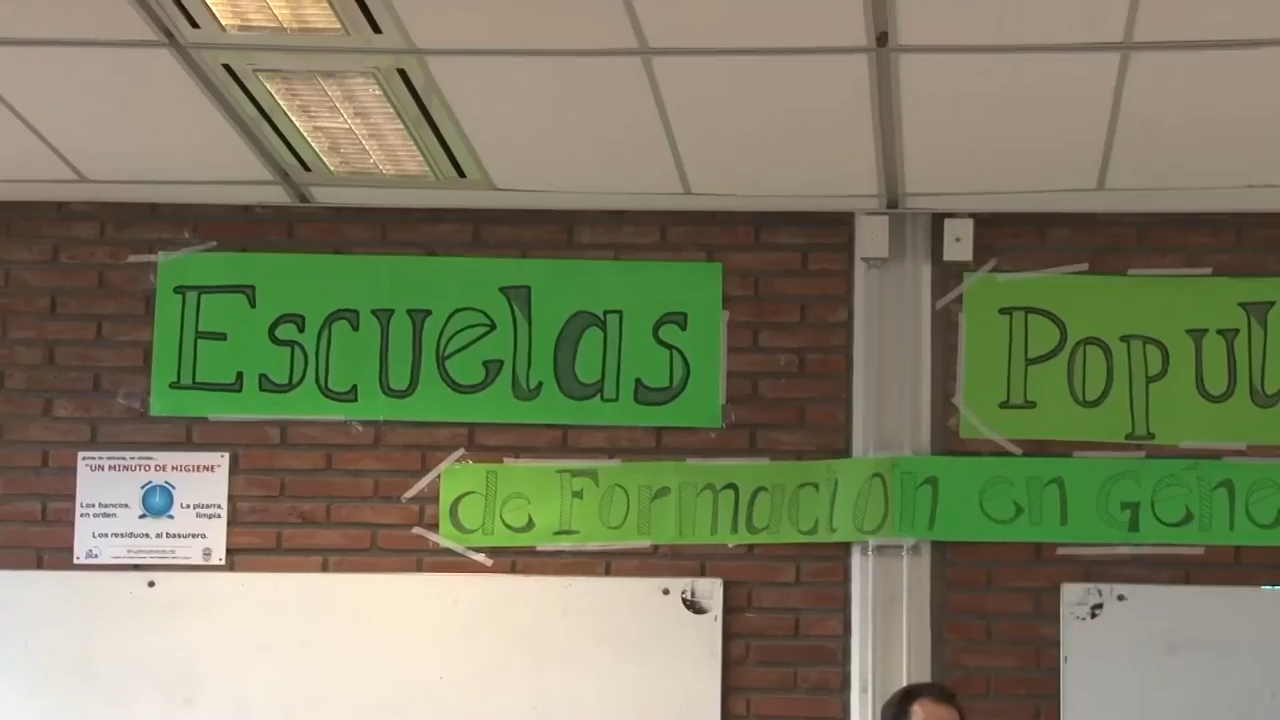 Escuelas
Popul
de Formación en Géne
"UN MINUTO DE HIGIENE"
Los bancos, en orden.
La pizarra, limpia.
Los residuos, al basurero.